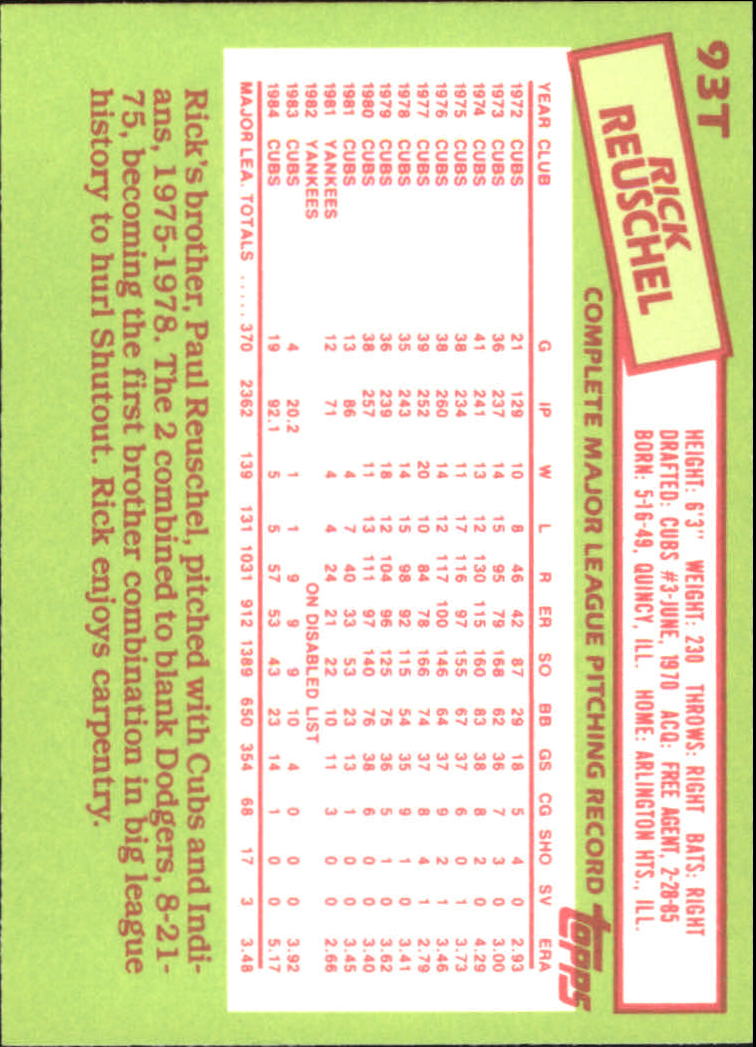 93T
RICK
REUSCHEL
HEIGHT: 6'3" WEIGHT: 230 THROWS: RIGHT BATS: RIGHT
DRAFTED: CUBS #3-JUNE, 1970 ACQ: FREE AGENT, 2-28-85
BORN: 5-16-49, QUINCY, ILL. HOME: ARLINGTON HTS., ILL.
COMPLETE MAJOR LEAGUE PITCHING RECORD topps
YEAR CLUB G IP W L R ER SO BB GS CG SHO SV ERA
1972 CUBS 21 129 10 8 46 42 87 29 18 5 4 0 2.93
1973 CUBS 36 237 14 15 95 79 168 62 36 7 3 0 3.00
1974 CUBS 41 241 13 12 130 115 160 83 38 8 2 0 4.29
1975 CUBS 38 234 11 17 116 97 155 67 37 6 0 1 3.73
1976 CUBS 38 260 14 12 117 100 146 64 37 9 2 1 3.46
1977 CUBS 39 252 20 10 84 78 166 74 37 8 4 1 2.79
1978 CUBS 35 243 14 15 98 92 115 54 35 9 1 0 3.41
1979 CUBS 36 239 18 12 104 96 125 75 36 5 1 0 3.62
1980 CUBS 38 257 11 13 111 97 140 76 38 6 0 0 3.40
1981 CUBS 13 86 4 7 40 33 53 23 13 1 0 0 3.45
1981 YANKEES 12 71 4 4 24 21 22 10 11 3 0 0 2.66
1982 YANKEES ON DISABLED LIST
1983 CUBS 4 20.2 1 1 9 9 9 10 4 0 0 0 3.92
1984 CUBS 19 92.1 5 5 57 53 43 23 14 1 0 0 5.17
MAJOR LEA. TOTALS ..... 370 2362 139 131 1031 912 1389 650 354 68 17 3 3.48
Rick's brother, Paul Reuschel, pitched with Cubs and Indi-
ans, 1975-1978. The 2 combined to blank Dodgers, 8-21-
75, becoming the first brother combination in big league
history to hurl Shutout. Rick enjoys carpentry.